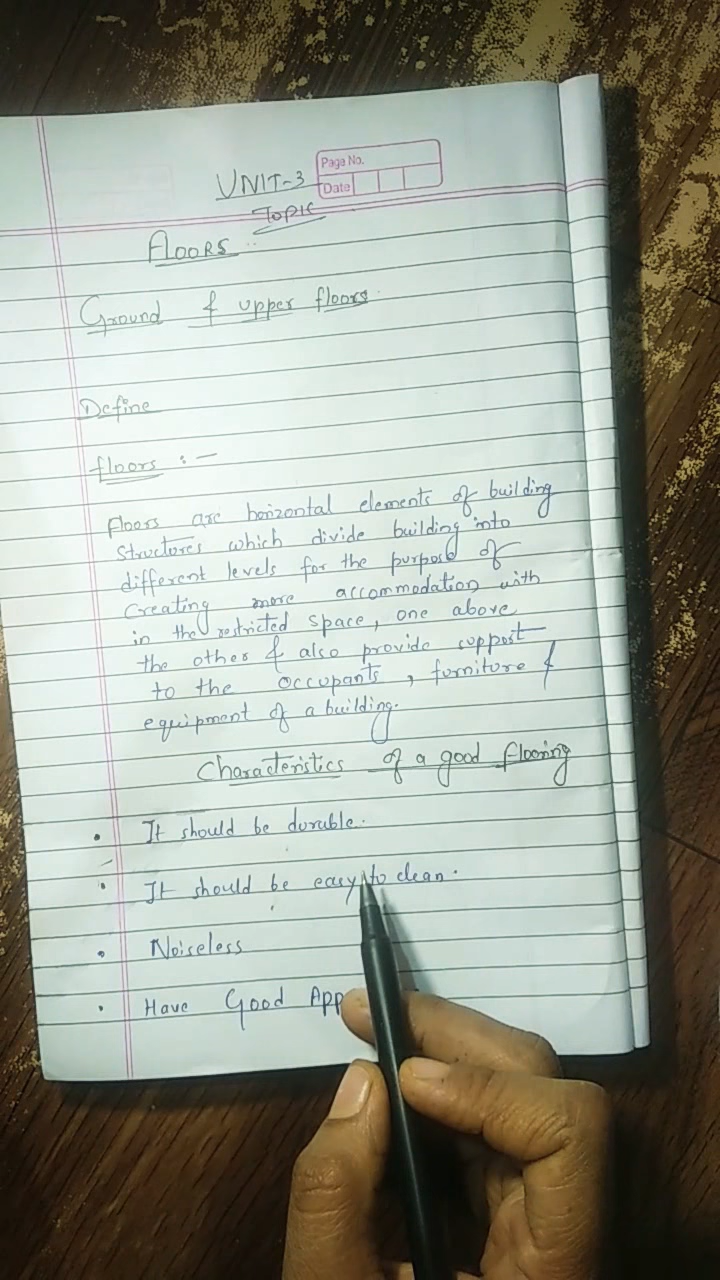 UNIT-3
Page No.
Date
Topic
FLOORS
Ground & upper floors.
Define
floors :-
Floors are horizontal elements of building
structures which divide building into
different levels for the purpose of
Creating more accommodation with
in the restricted space, one above
the other & also provide support
to the occupants, furniture &
equipment of a building.
Characteristics of a good flooring
• It should be durable.
• It should be easy to clean.
• Noiseless
• Have Good App